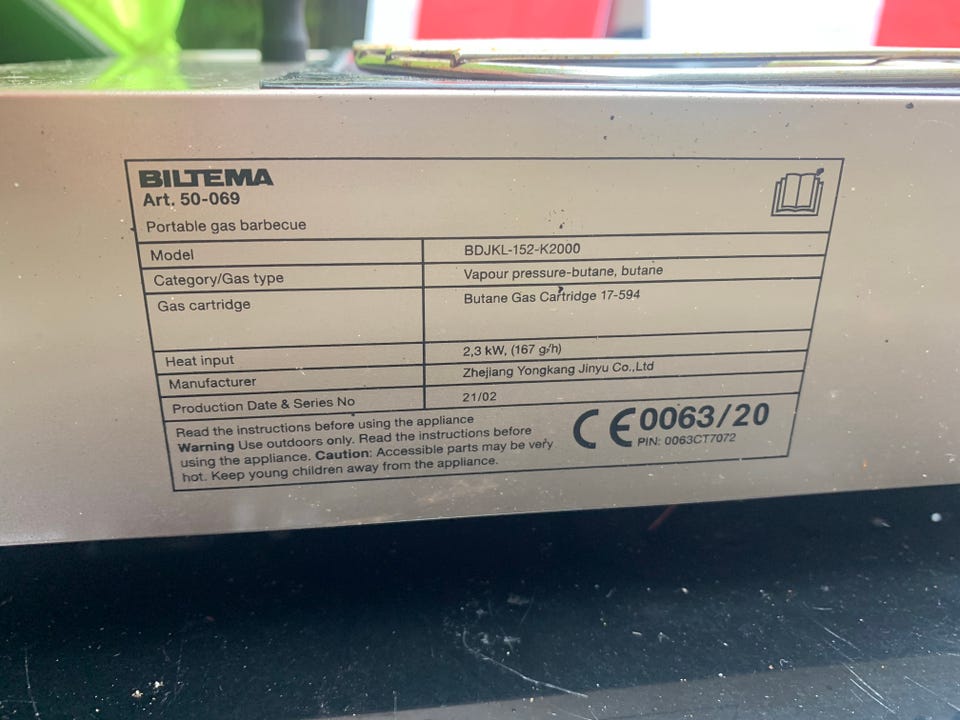 BILTEMA
Art. 50-069
Portable gas barbecue
Model BDJKL-152-K2000
Category/Gas type Vapour pressure-butane, butane
Gas cartridge Butane Gas Cartridge 17-594
Heat input 2,3 kW, (167 g/h)
Manufacturer Zhejiang Yongkang Jinyu Co.,Ltd
Production Date & Series No 21/02
Read the instructions before using the appliance
Warning Use outdoors only. Read the instructions before
using the appliance. Caution: Accessible parts may be very
hot. Keep young children away from the appliance.
CE 0063/20
PIN: 0063CT7072